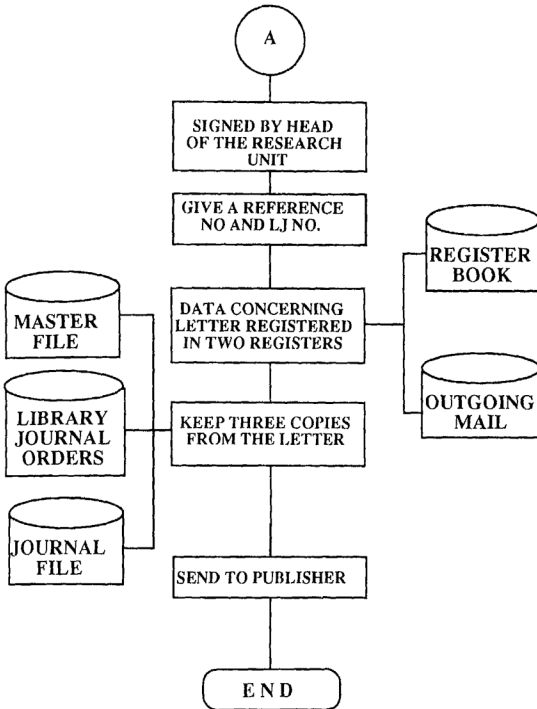 A
SIGNED BY HEAD
OF THE RESEARCH
UNIT
GIVE A REFERENCE
NO AND LJ NO.
REGISTER
BOOK
DATA CONCERNING
LETTER REGISTERED
IN TWO REGISTERS
MASTER
FILE
OUTGOING
MAIL
KEEP THREE COPIES
FROM THE LETTER
LIBRARY
JOURNAL
ORDERS
JOURNAL
FILE
SEND TO PUBLISHER
END